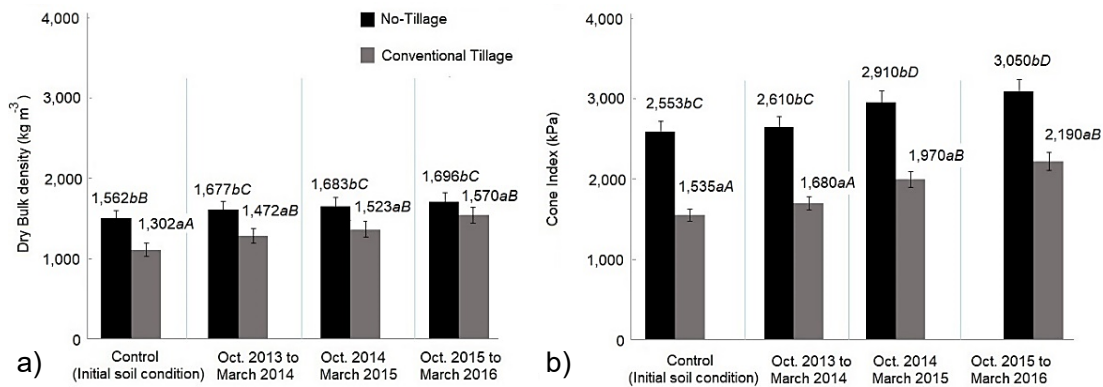 4,000
3,000
2,000
1,000
0
Dry Bulk density (kg m⁻³)
No-Tillage
Conventional Tillage
1,562bB
1,302aA
1,677bC
1,472aB
1,683bC
1,523aB
1,696bC
1,570aB
Control
(Initial soil condition)
Oct. 2013 to
March 2014
Oct. 2014
March 2015
Oct. 2015 to
March 2016
a)
4,000
3,000
2,000
1,000
0
Cone Index (kPa)
2,553bC
1,535aA
2,610bC
1,680aA
2,910bD
1,970aB
3,050bD
2,190aB
Control
(Initial soil condition)
Oct. 2013 to
March 2014
Oct. 2014
March 2015
Oct. 2015 to
March 2016
b)